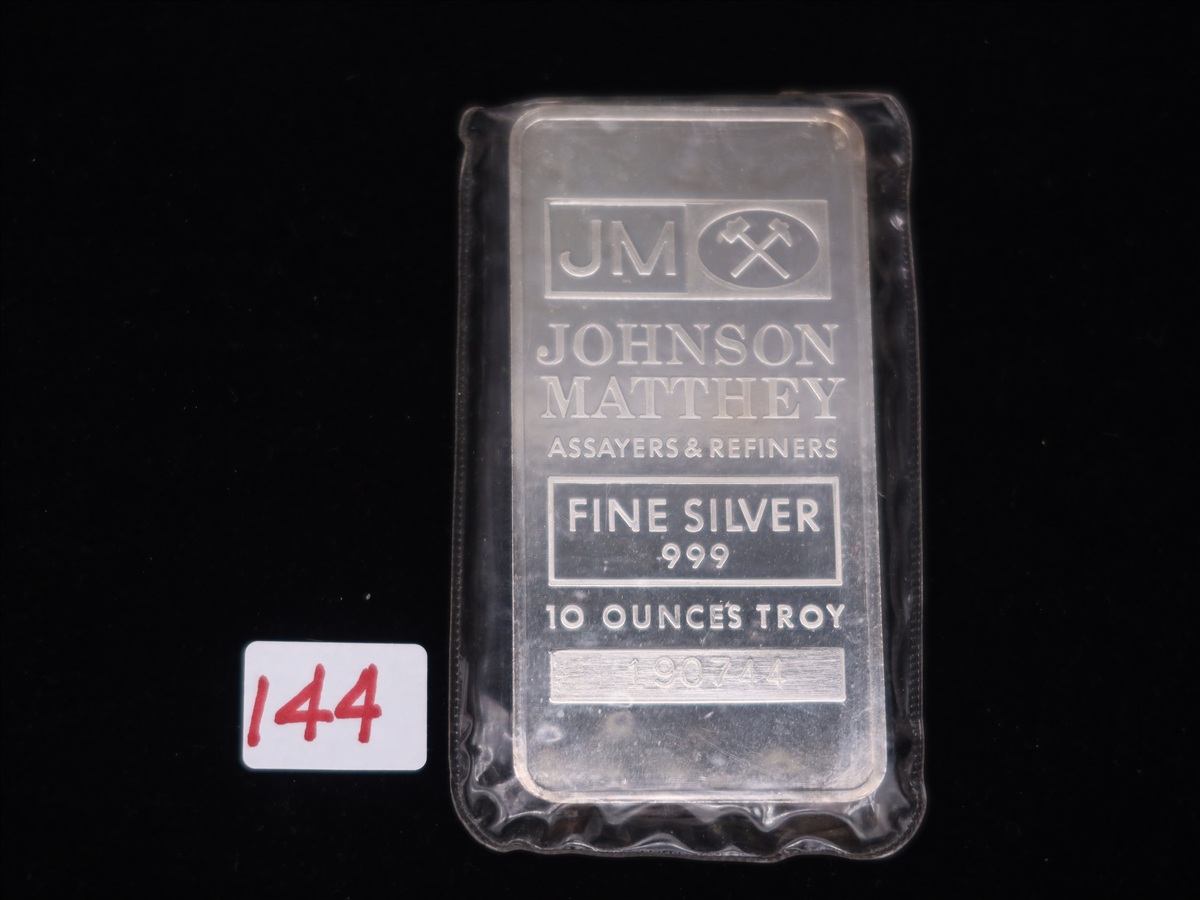 JM
JOHNSON
MATTHEY
ASSAYERS & REFINERS
FINE SILVER
999
10 OUNCES TROY
190744
144